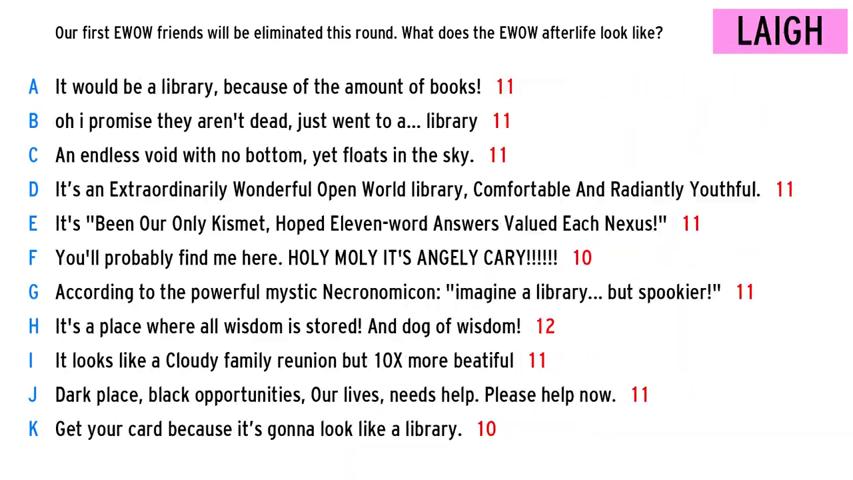 Our first EWOW friends will be eliminated this round. What does the EWOW afterlife look like?
LAIGH
A It would be a library, because of the amount of books! 11
B oh i promise they aren't dead, just went to a... library 11
C An endless void with no bottom, yet floats in the sky. 11
D It's an Extraordinarily Wonderful Open World library, Comfortable And Radiantly Youthful. 11
E It's "Been Our Only Kismet, Hoped Eleven-word Answers Valued Each Nexus!" 11
F You'll probably find me here. HOLY MOLY IT'S ANGELY CARY!!!!!! 10
G According to the powerful mystic Necronomicon: "imagine a library... but spookier!" 11
H It's a place where all wisdom is stored! And dog of wisdom! 12
I It looks like a Cloudy family reunion but 10X more beatiful 11
J Dark place, black opportunities, Our lives, needs help. Please help now. 11
K Get your card because it's gonna look like a library. 10